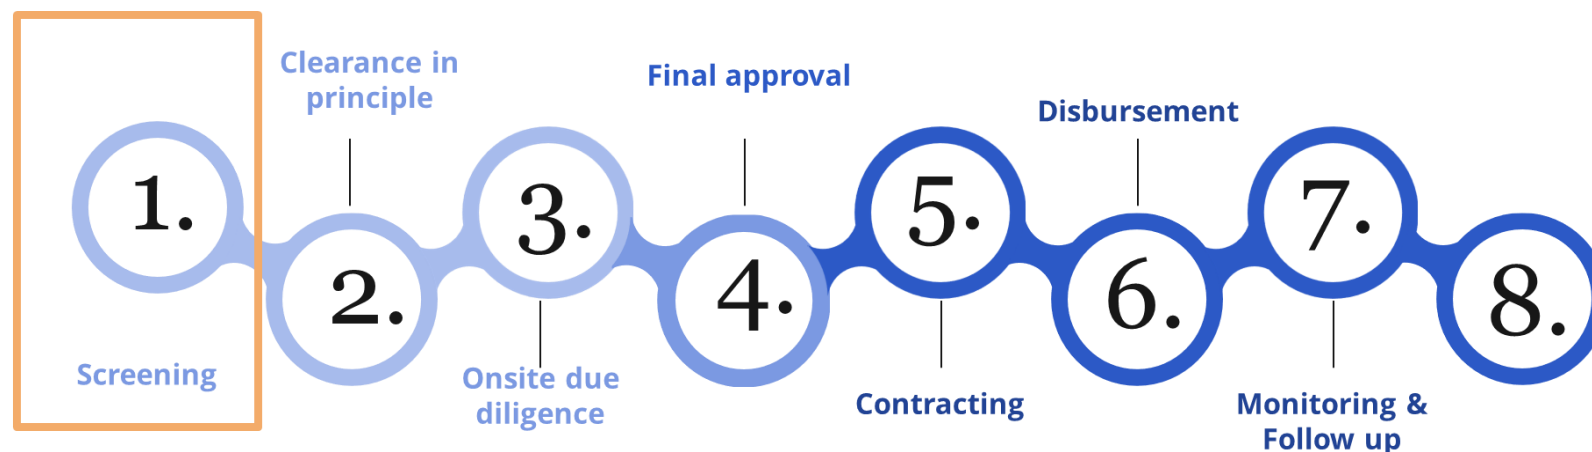 1.
Screening
Clearance in
principle
2.
3.
Onsite due
diligence
Final approval
4.
5.
Contracting
Disbursement
6.
7.
Monitoring &
Follow up
8.